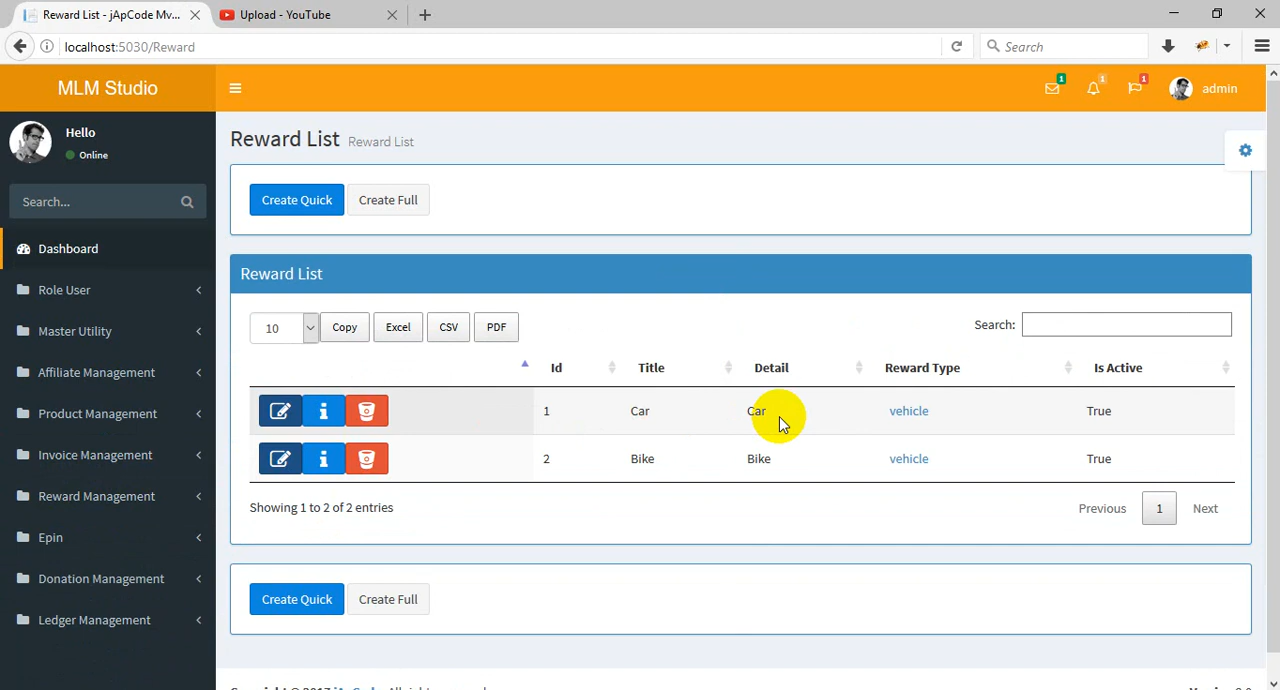 Reward List - jApCode Mv...
Upload - YouTube
localhost:5030/Reward
Search
MLM Studio
1
1
1
admin
Hello
Online
Search...
Dashboard
Role User
Master Utility
Affiliate Management
Product Management
Invoice Management
Reward Management
Epin
Donation Management
Ledger Management
Reward List Reward List
Create Quick Create Full
Reward List
10 Copy Excel CSV PDF Search:
Id Title Detail Reward Type Is Active
1 Car Car vehicle True
2 Bike Bike vehicle True
Showing 1 to 2 of 2 entries Previous 1 Next
Create Quick Create Full